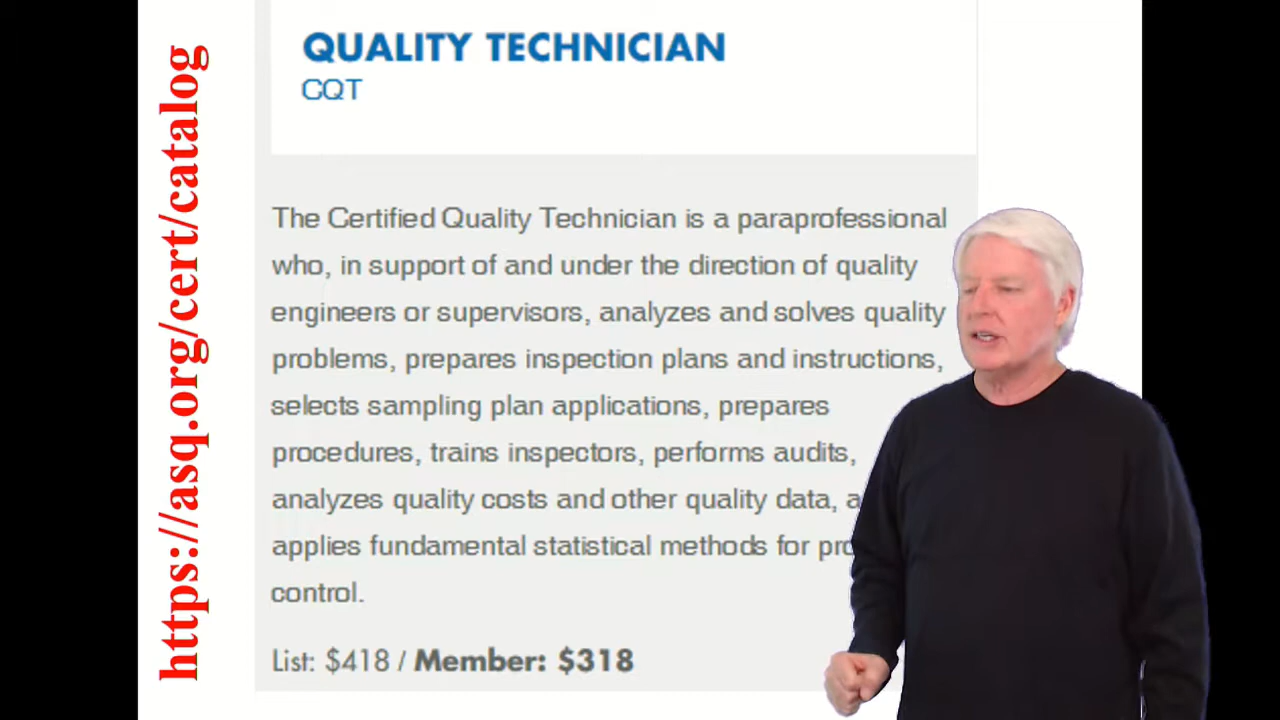 QUALITY TECHNICIAN
CQT
https://asq.org/cert/catalog
The Certified Quality Technician is a paraprofessional
who, in support of and under the direction of quality
engineers or supervisors, analyzes and solves quality
problems, prepares inspection plans and instructions,
selects sampling plan applications, prepares
procedures, trains inspectors, performs audits,
analyzes quality costs and other quality data,
applies fundamental statistical methods for
control.
List: $418 / Member: $318